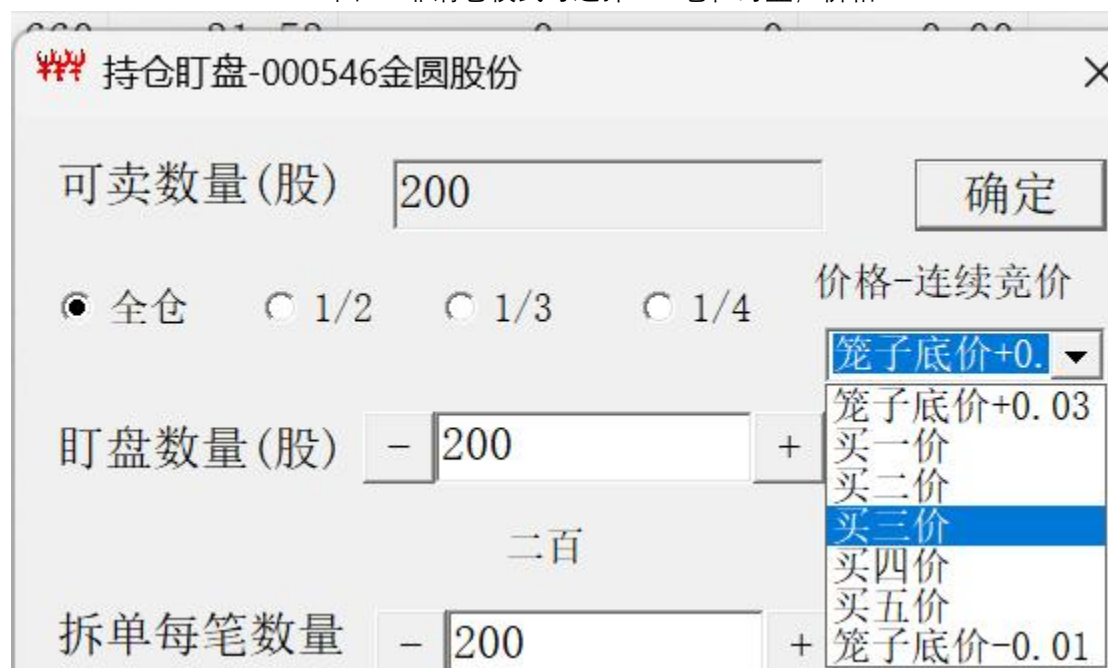 持仓盯盘-000546金圆股份
可卖数量(股) 200 确定
价格-连续竞价
全仓 1/2 1/3 1/4
笼子底价+0.
笼子底价+0.03
盯盘数量(股) - 200 + 买一价
买二价
买三价
二百
买四价
买五价
拆单每笔数量 - 200 + 笼子底价-0.01